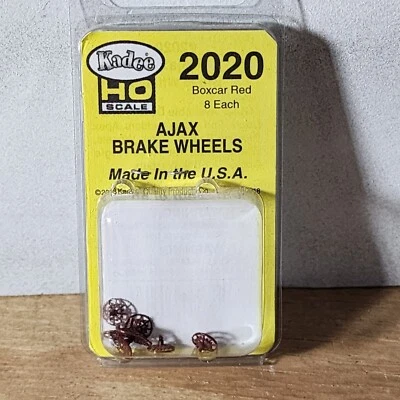 Kadee
HO
SCALE
2020
Boxcar Red
8 Each
AJAX
BRAKE WHEELS
Made In the U.S.A.